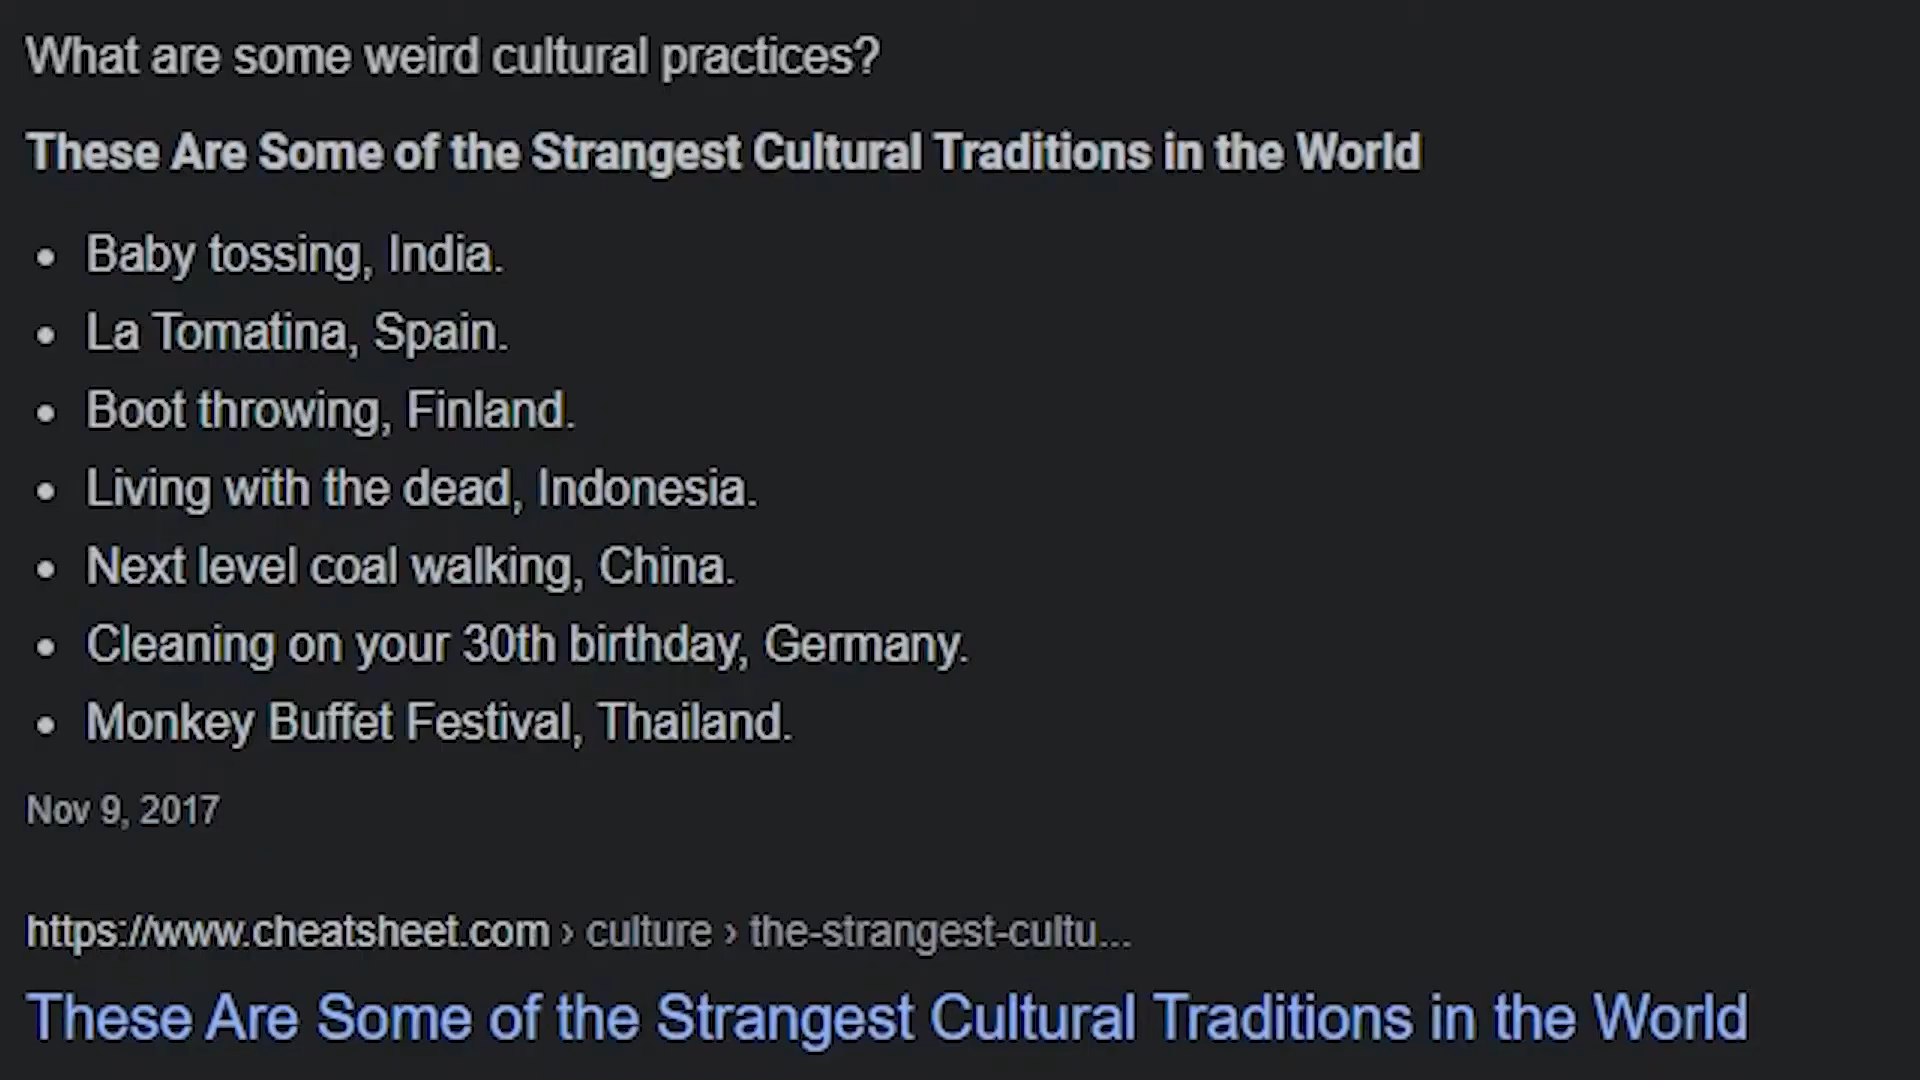 What are some weird cultural practices?
These Are Some of the Strangest Cultural Traditions in the World
• Baby tossing, India.
• La Tomatina, Spain.
• Boot throwing, Finland.
• Living with the dead, Indonesia.
• Next level coal walking, China.
• Cleaning on your 30th birthday, Germany.
• Monkey Buffet Festival, Thailand.
Nov 9, 2017
https://www.cheatsheet.com › culture › the-strangest-cultu...
These Are Some of the Strangest Cultural Traditions in the World